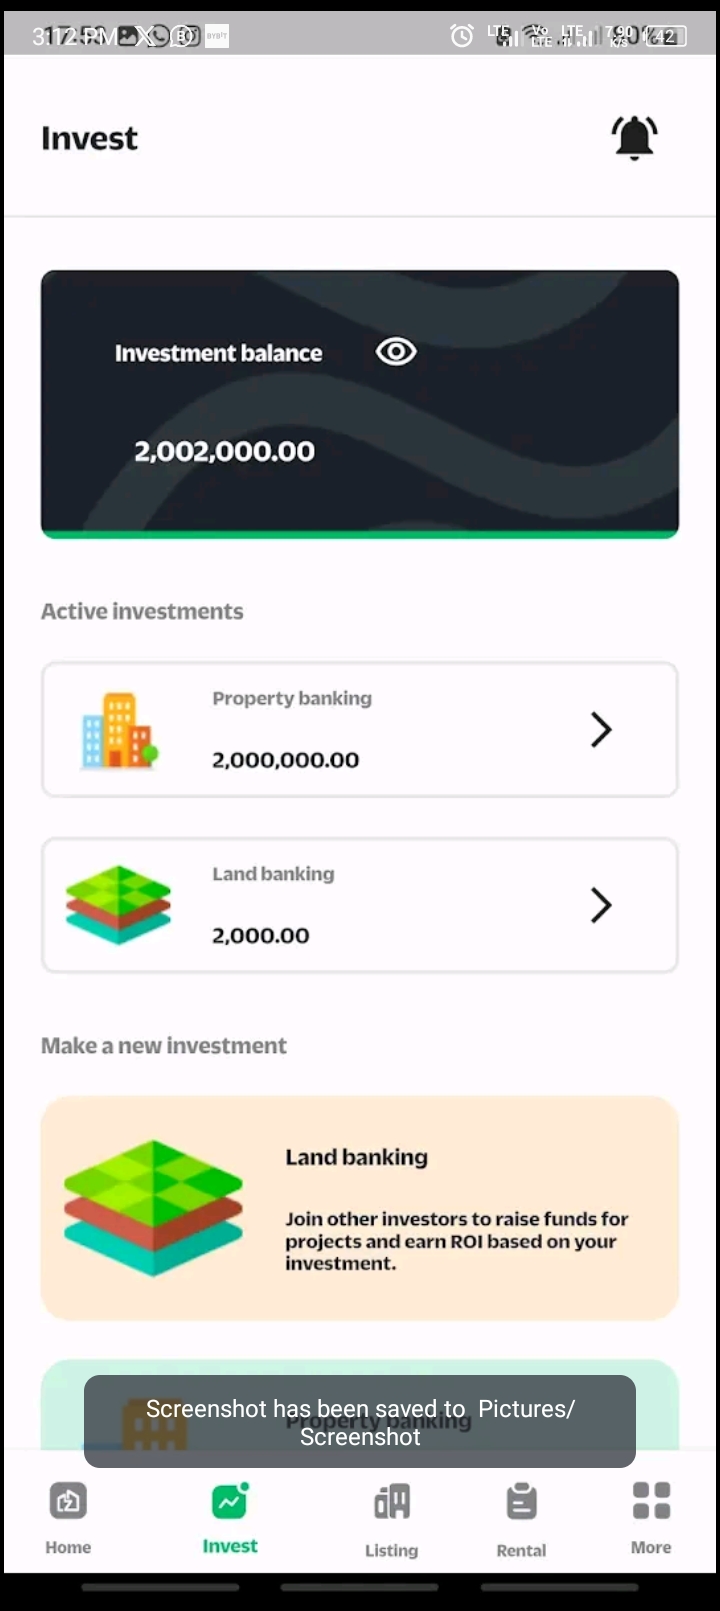 3:12 PM
42
Invest
Investment balance
2,002,000.00
Active investments
Property banking
2,000,000.00
Land banking
2,000.00
Make a new investment
Land banking
Join other investors to raise funds for
projects and earn ROI based on your
investment.
Property banking
Screenshot has been saved to Pictures/
Screenshot
Home
Invest
Listing
Rental
More